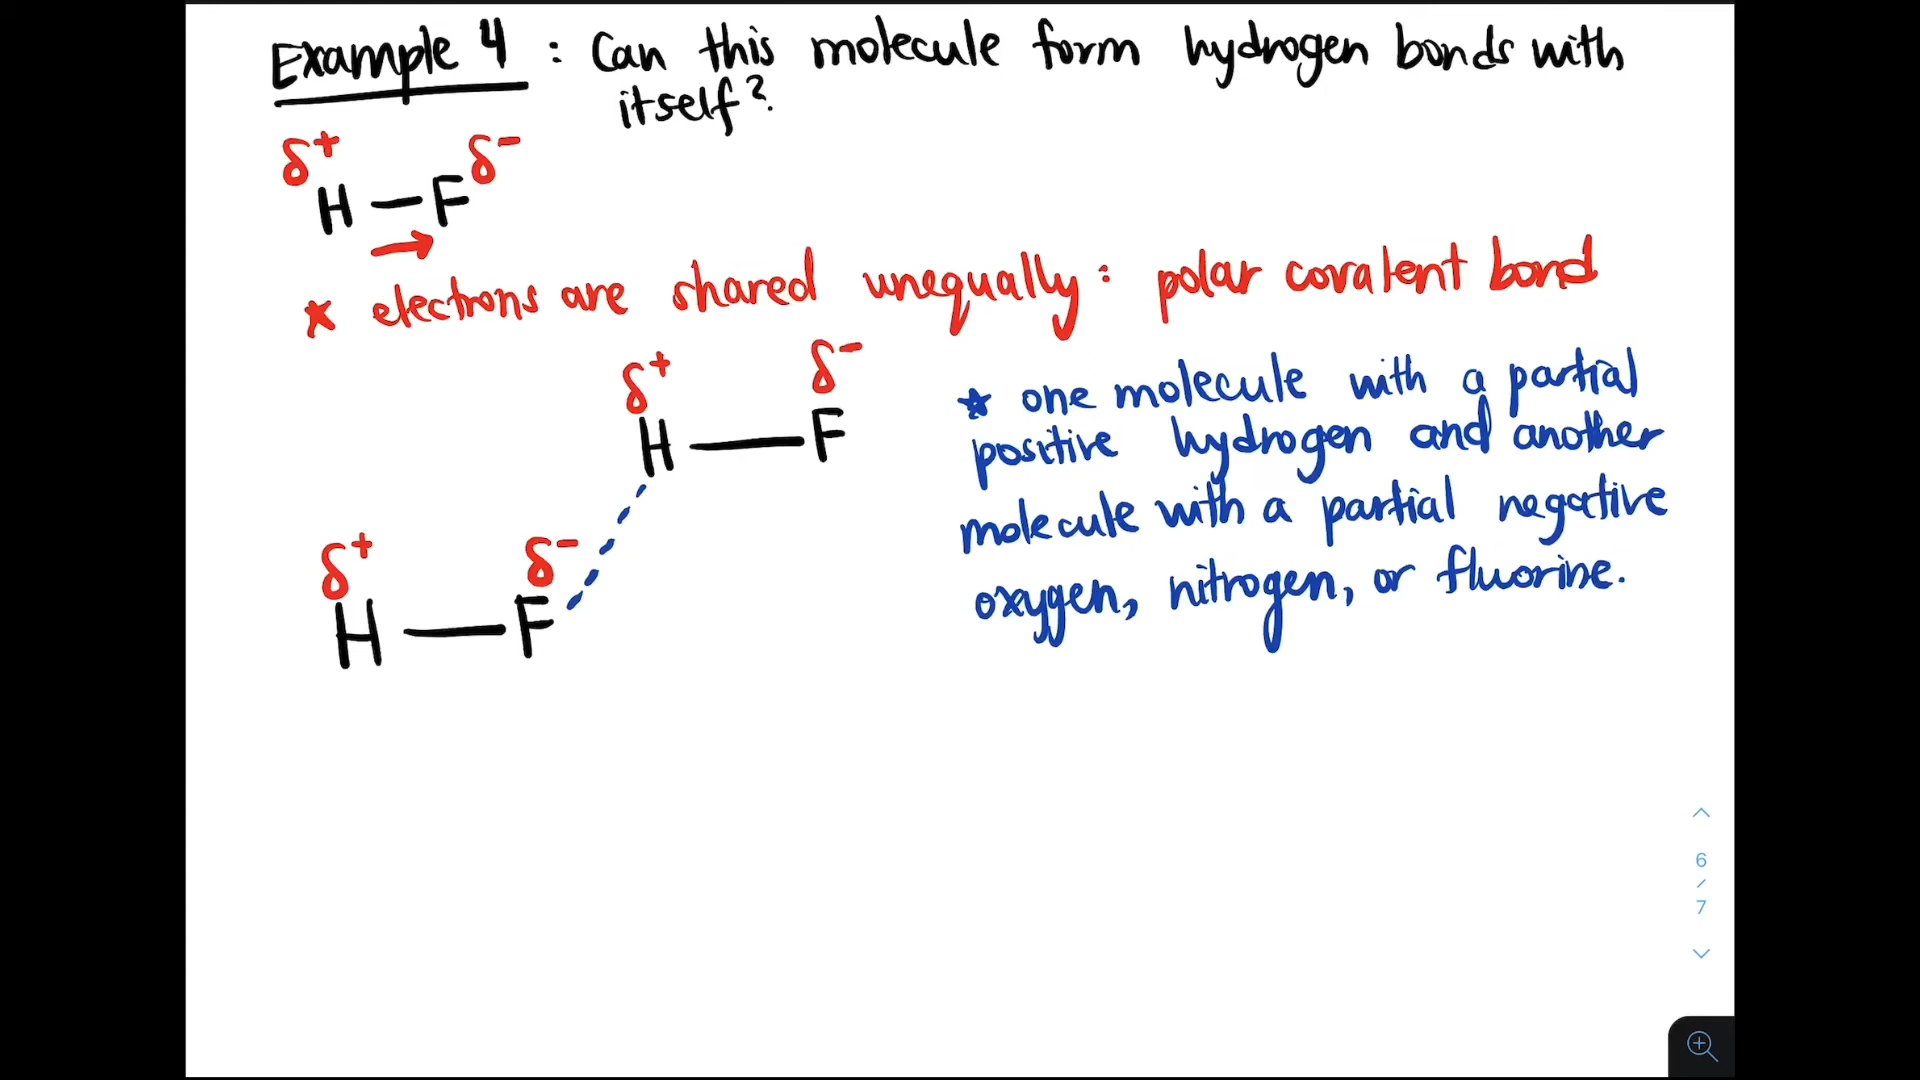 Example 4 : Can this molecule form hydrogen bonds with
itself?
δ+ δ-
H — F
* electrons are shared unequally: polar covalent bond
δ+ δ-
H — F
δ+ δ-
H — F
* one molecule with a partial
positive hydrogen and another
molecule with a partial negative
oxygen, nitrogen, or fluorine.
6
/
7